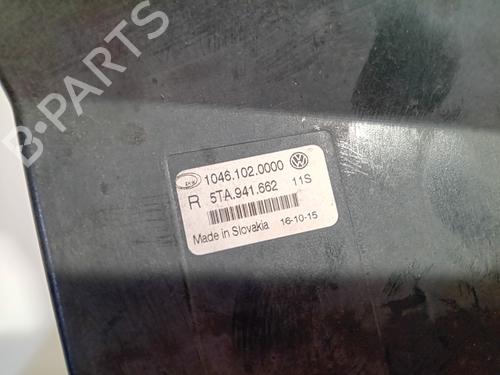 B-PARTS
1046.102.0000
R 5TA.941.662 11S
Made in Slovakia 16-10-15